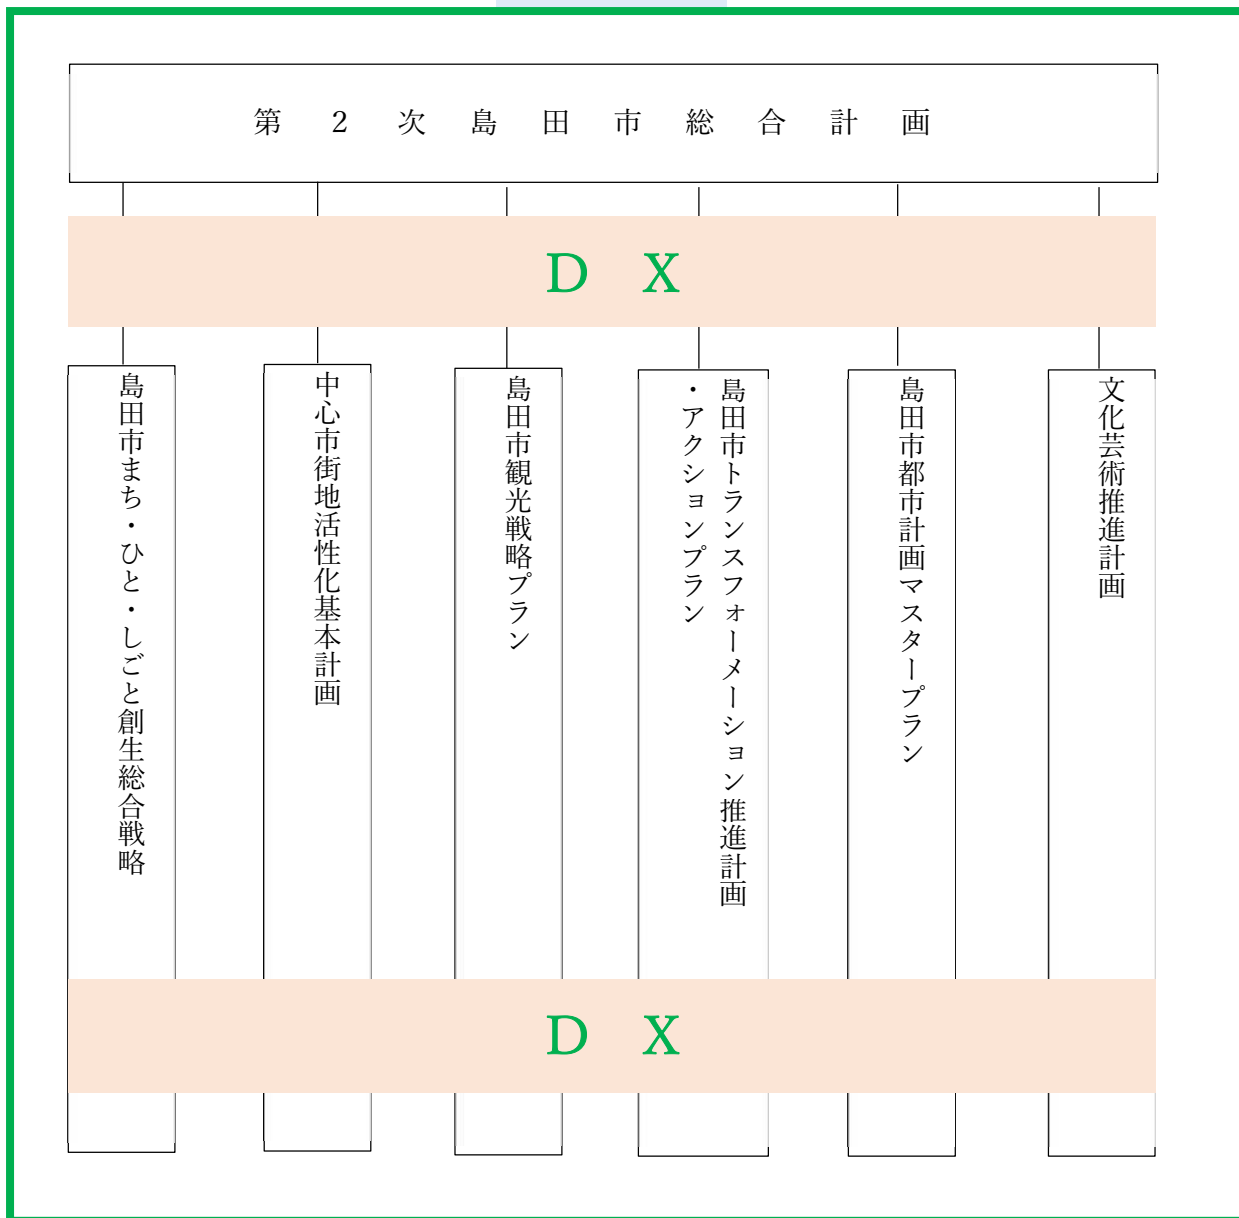 第2次島田市総合計画
DX
島田市まち・ひと・しごと創生総合戦略
中心市街地活性化基本計画
島田市観光戦略プラン
島田市トランスフォーメーション推進計画
・アクションプラン
島田市都市計画マスタープラン
文化芸術推進計画
DX